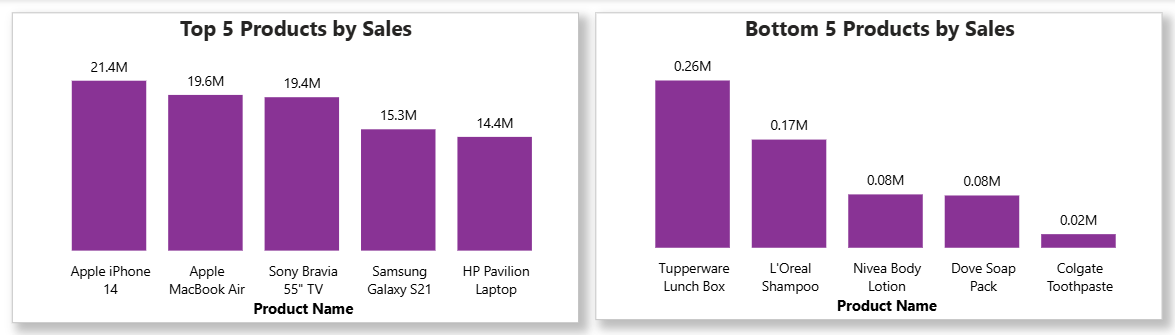 Top 5 Products by Sales
21.4M
19.6M
19.4M
15.3M
14.4M
Apple iPhone
14
Apple
MacBook Air
Sony Bravia
55" TV
Samsung
Galaxy S21
HP Pavilion
Laptop
Product Name
Bottom 5 Products by Sales
0.26M
0.17M
0.08M
0.08M
0.02M
Tupperware
Lunch Box
L'Oreal
Shampoo
Nivea Body
Lotion
Dove Soap
Pack
Colgate
Toothpaste
Product Name